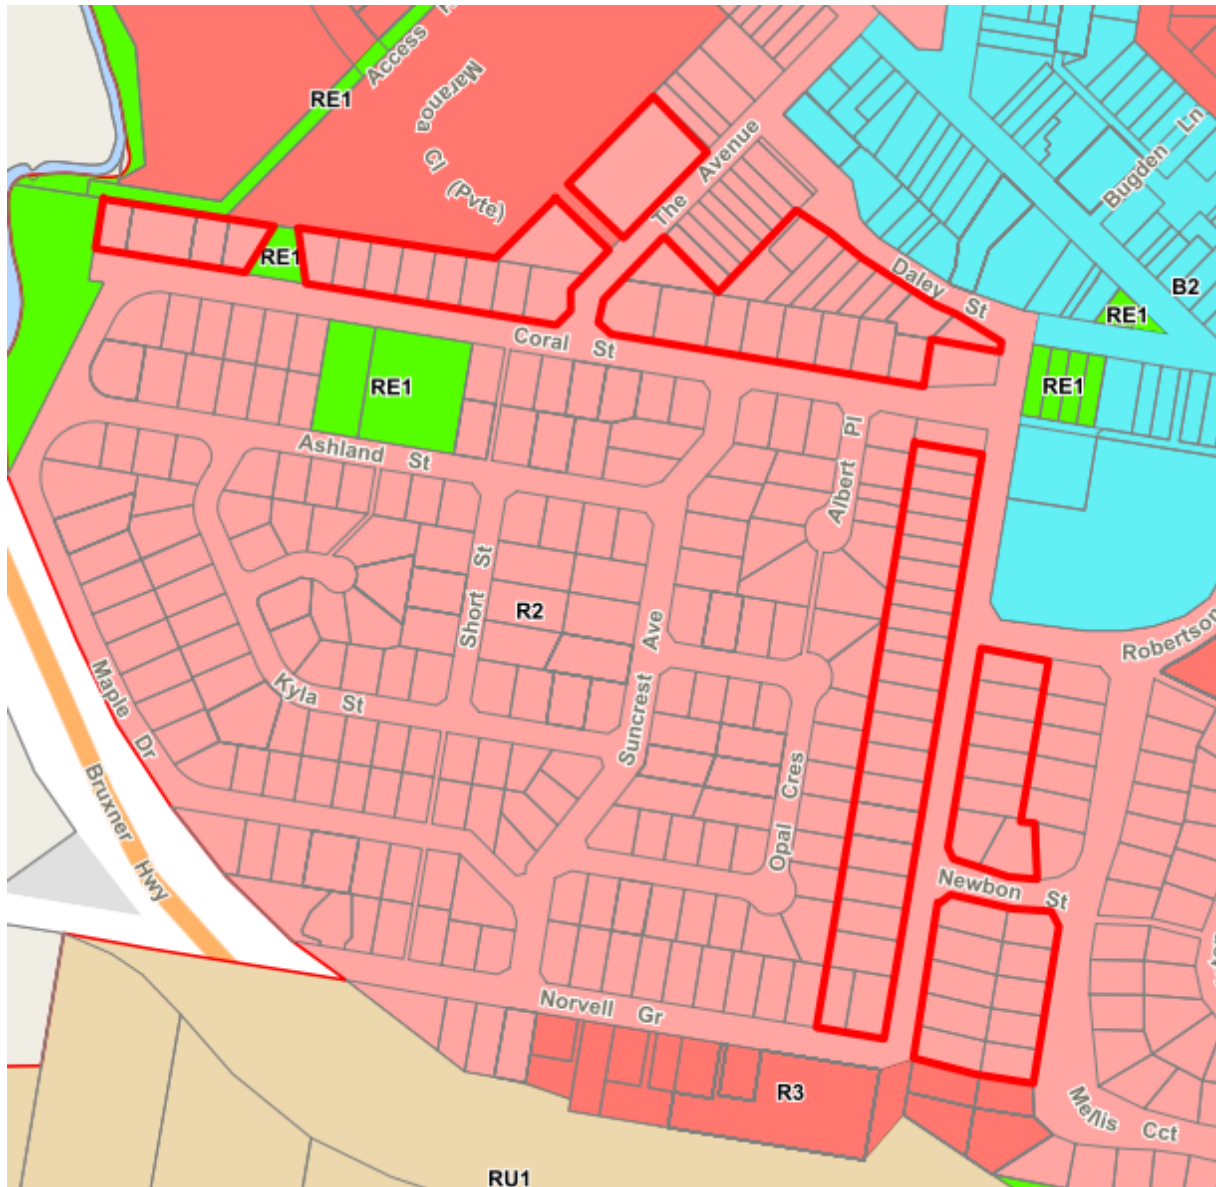 Access
RE1
Maranoa Cl (Pvte)
The Avenue
Bugden Ln
RE1
Daley St
B2
RE1
Coral St
RE1
RE1
Albert Pl
Ashland St
Short St
R2
Suncrest Ave
Robertson
Maple Dr
Kyla St
Opal Cres
Bruxner Hwy
Newbon St
Norvell Gr
R3
Mellis Cct
RU1